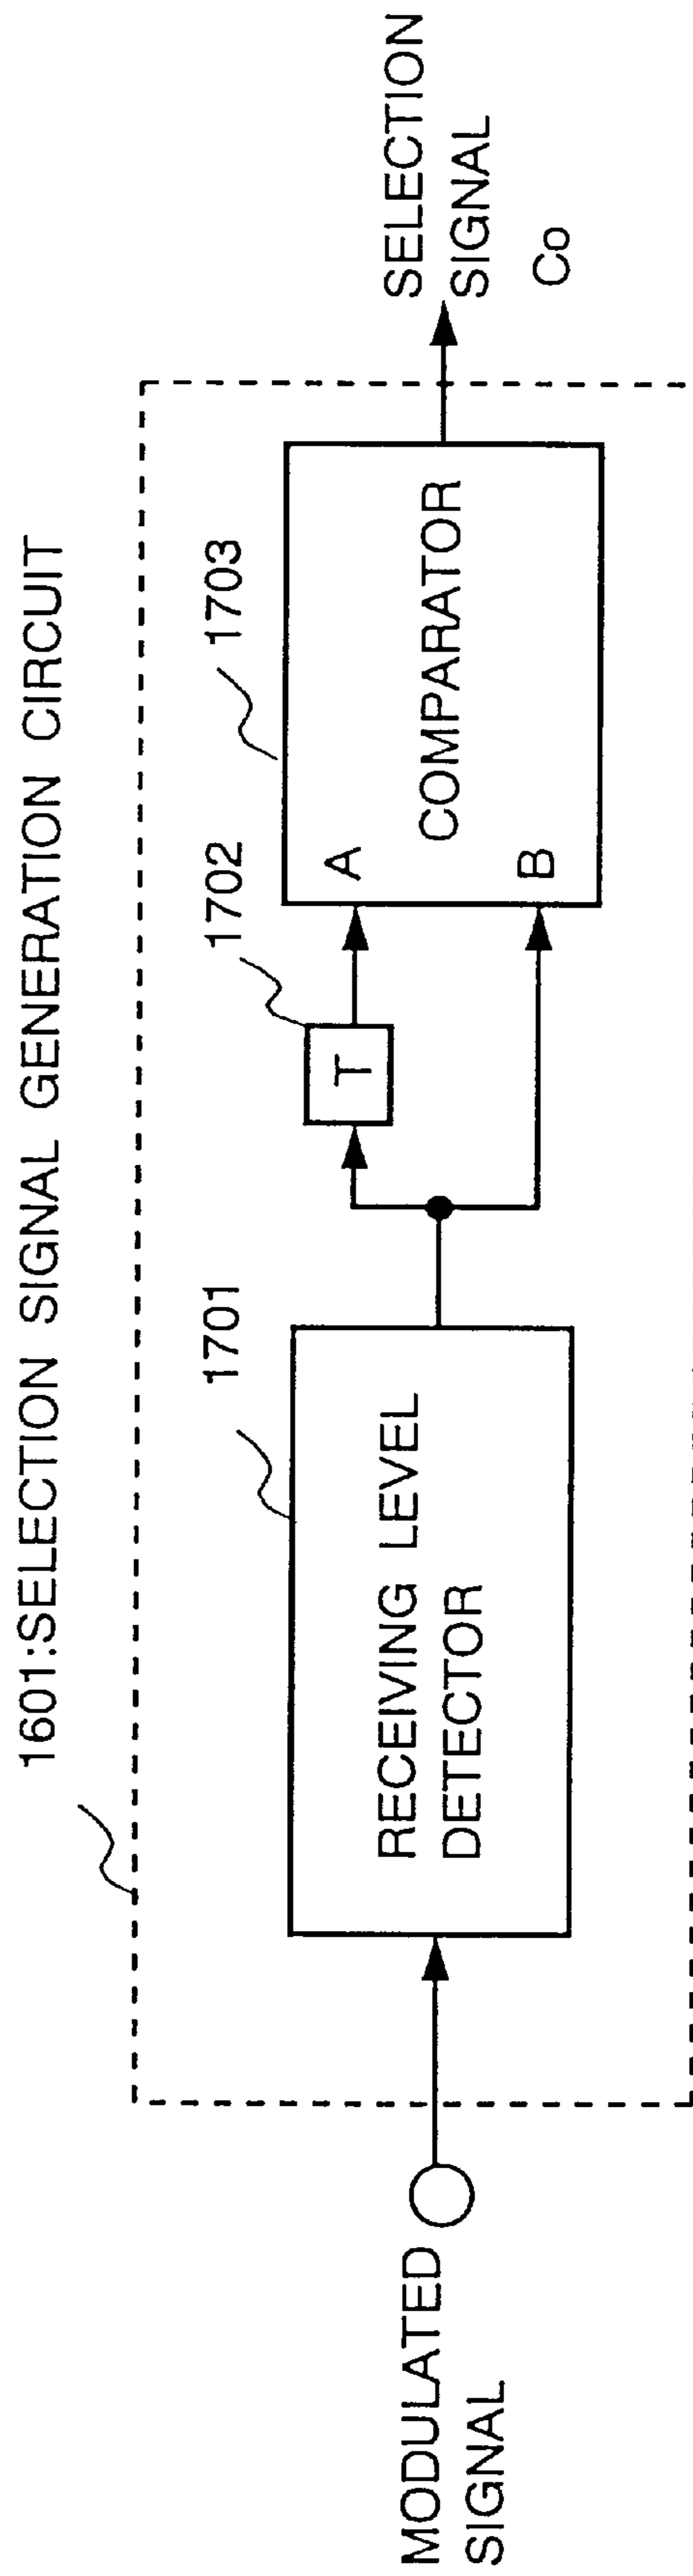 1601:SELECTION SIGNAL GENERATION CIRCUIT
MODULATED
SIGNAL
1701
RECEIVING LEVEL
DETECTOR
1702
T
1703
A
B
COMPARATOR
SELECTION
SIGNAL
Co